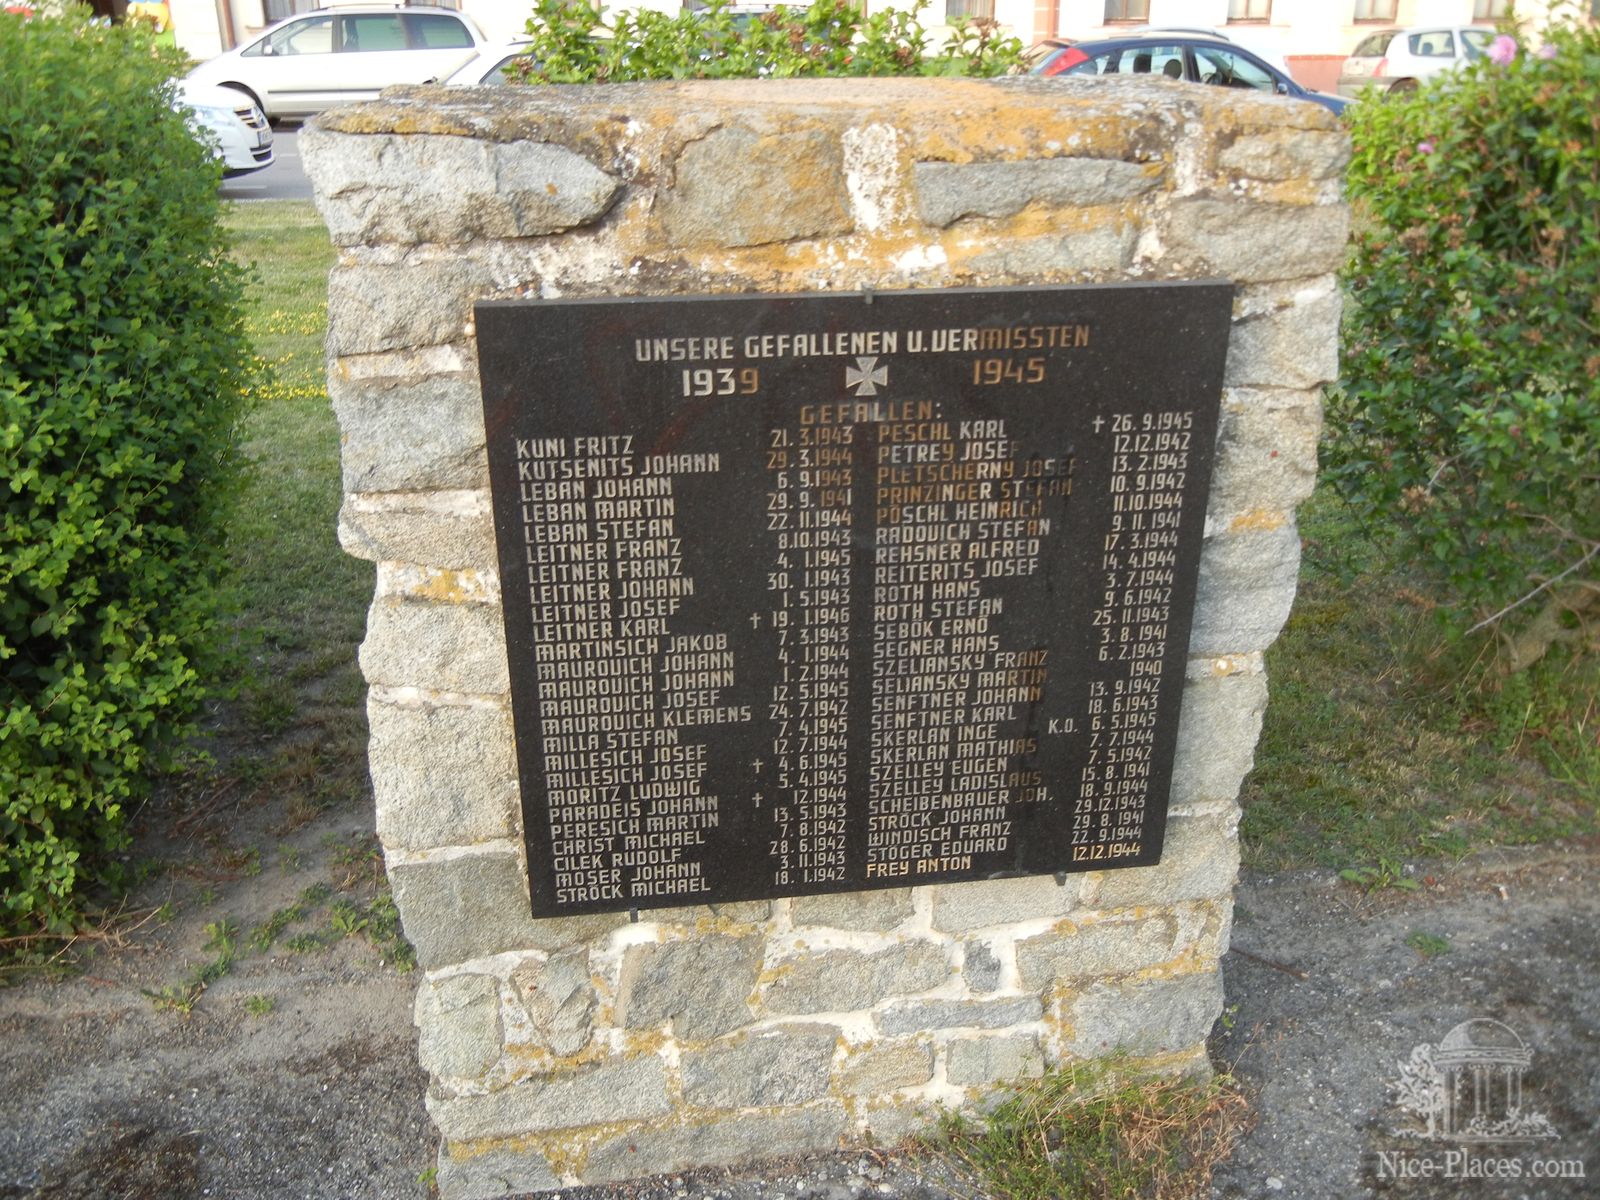 UNSERE GEFALLENEN U. VERMISSTEN
1939 1945
GEFALLEN:
KUNI FRITZ 21. 3.1943
KUTSENITS JOHANN 29. 3.1944
LEBAN JOHANN 6. 9.1943
LEBAN MARTIN 29. 9.1941
LEBAN STEFAN 22.11.1944
LEITNER FRANZ 8.10.1943
LEITNER FRANZ 4. 1.1945
LEITNER JOHANN 30. 1.1943
LEITNER JOSEF 1. 5.1943
LEITNER KARL † 19. 1.1946
MARTINSICH JAKOB 7. 3.1943
MAUROVICH JOHANN 4. 1.1944
MAUROVICH JOHANN 1. 2.1944
MAUROVICH JOSEF 12. 5.1945
MAUROVICH KLEMENS 24. 7.1942
MILLA STEFAN 7. 4.1945
MILLESICH JOSEF 12. 7.1944
MILLESICH JOSEF † 4. 6.1945
MORITZ LUDWIG 5. 4.1945
PARADEIS JOHANN † 12.1944
PERESICH MARTIN 13. 5.1943
CHRIST MICHAEL 7. 8.1942
CILEK RUDOLF 28. 6.1942
MOSER JOHANN 3.11.1943
STRÖCK MICHAEL 18. 1.1942
PESCHL KARL † 26. 9.1945
PETREY JOSEF 12.12.1942
PLETSCHERNY JOSEF 13. 2.1943
PRINZINGER STEFAN 10. 9.1942
PÖSCHL HEINRICH 11.10.1944
RADOVICH STEFAN 9. 11. 1941
REHSNER ALFRED 17. 3.1944
REITERITS JOSEF 14. 4.1944
ROTH HANS 3. 7.1944
ROTH STEFAN 9. 6.1942
SEBÖK ERNÖ 25. 11.1943
SEGNER HANS 3. 8.1941
SZELIANSKY FRANZ 6. 2.1943
SELIANSKY MARTIN 1940
SENFTNER JOHANN 13. 9.1942
SENFTNER KARL 18. 6.1943
SKERLAN INGE K.D. 6. 5.1945
SKERLAN MATHIAS 7. 7.1944
SZELLEY EUGEN 7. 5.1942
SZELLEY LADISLAUS 15. 8.1941
SCHEIBENBAUER JOH. 18. 9.1944
STRÖCK JOHANN 29.12.1943
WINDISCH FRANZ 29. 8.1941
STÖGER EDUARD 22. 9.1944
FREY ANTON 12.12.1944
Nice-Places.com